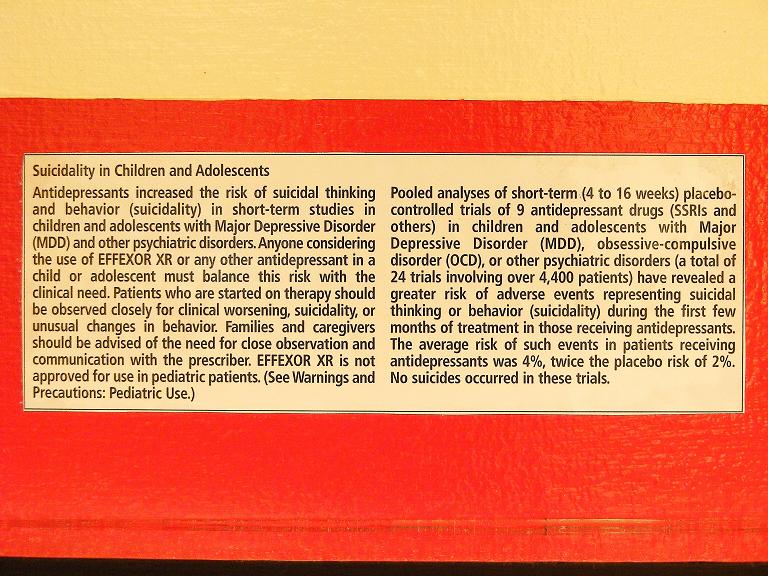 Suicidality in Children and Adolescents
Antidepressants increased the risk of suicidal thinking
and behavior (suicidality) in short-term studies in
children and adolescents with Major Depressive Disorder
(MDD) and other psychiatric disorders. Anyone considering
the use of EFFEXOR XR or any other antidepressant in a
child or adolescent must balance this risk with the
clinical need. Patients who are started on therapy should
be observed closely for clinical worsening, suicidality, or
unusual changes in behavior. Families and caregivers
should be advised of the need for close observation and
communication with the prescriber. EFFEXOR XR is not
approved for use in pediatric patients. (See Warnings and
Precautions: Pediatric Use.)
Pooled analyses of short-term (4 to 16 weeks) placebo-
controlled trials of 9 antidepressant drugs (SSRIs and
others) in children and adolescents with Major
Depressive Disorder (MDD), obsessive-compulsive
disorder (OCD), or other psychiatric disorders (a total of
24 trials involving over 4,400 patients) have revealed a
greater risk of adverse events representing suicidal
thinking or behavior (suicidality) during the first few
months of treatment in those receiving antidepressants.
The average risk of such events in patients receiving
antidepressants was 4%, twice the placebo risk of 2%.
No suicides occurred in these trials.